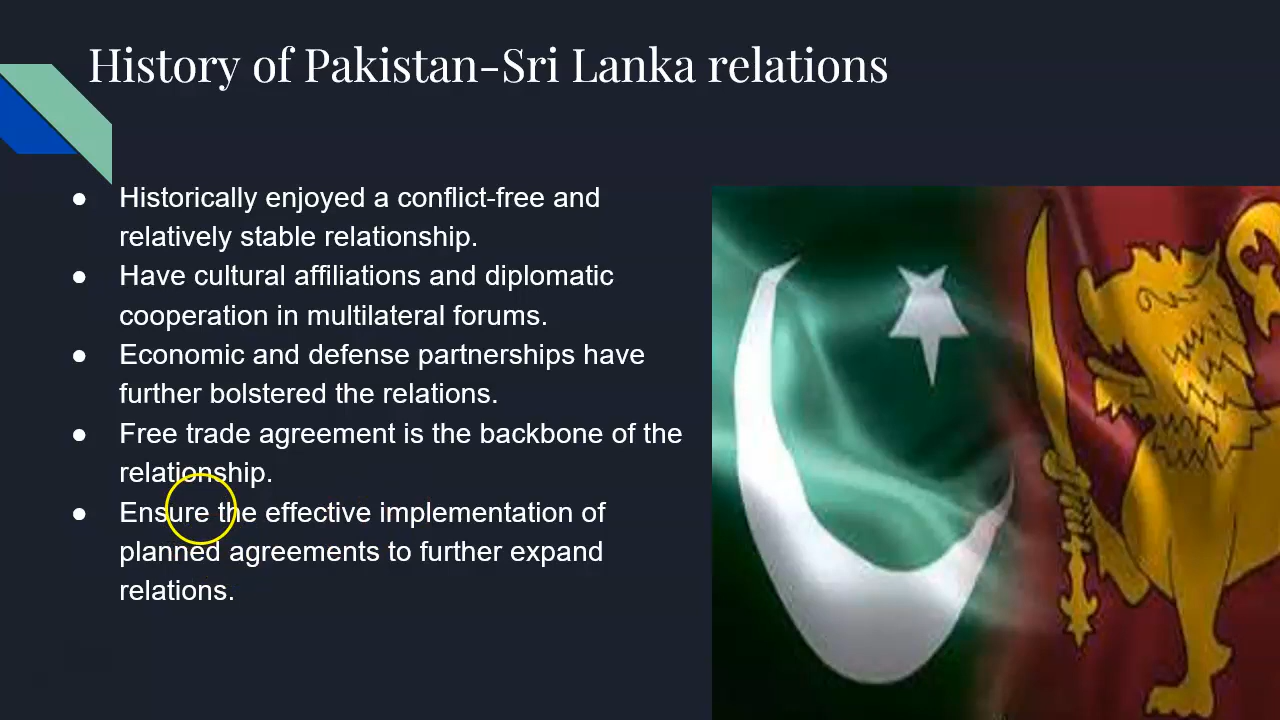 History of Pakistan-Sri Lanka relations
● Historically enjoyed a conflict-free and
relatively stable relationship.
● Have cultural affiliations and diplomatic
cooperation in multilateral forums.
● Economic and defense partnerships have
further bolstered the relations.
● Free trade agreement is the backbone of the
relationship.
● Ensure the effective implementation of
planned agreements to further expand
relations.